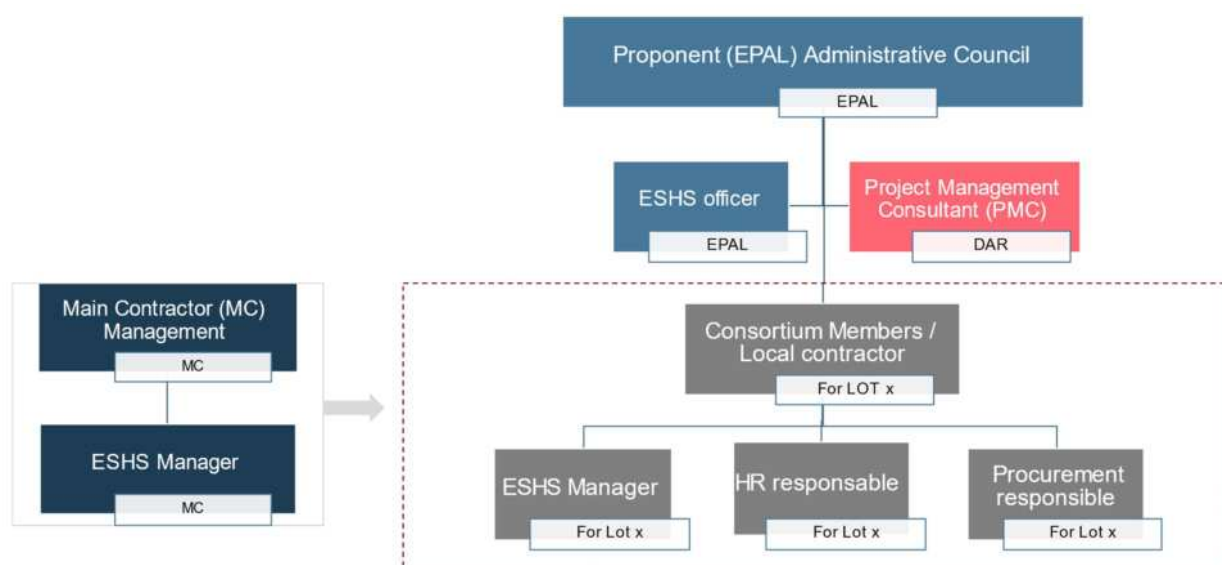 Proponent (EPAL) Administrative Council
EPAL
ESHS officer
EPAL
Project Management
Consultant (PMC)
DAR
Main Contractor (MC)
Management
MC
ESHS Manager
MC
Consortium Members /
Local contractor
For LOT x
ESHS Manager
For Lot x
HR responsable
For Lot x
Procurement
responsible
For Lot x